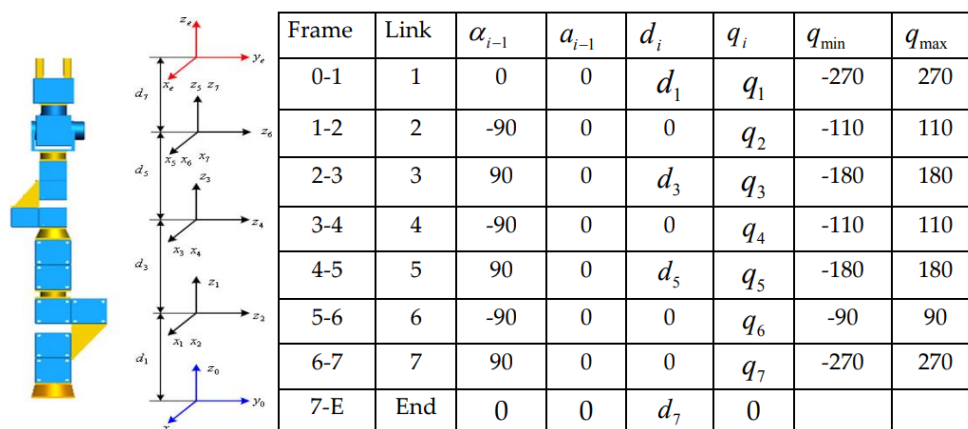 z_e
y_e
x_e
d_7
z_5 z_7
z_6
x_5 x_6 x_7
d_5
z_3
z_4
x_3 x_4
d_3
z_1
z_2
x_1 x_2
d_1
z_0
y_0
Frame Link α_{i−1} a_{i−1} d_i q_i q_min q_max
0-1 1 0 0 d_1 q_1 -270 270
1-2 2 -90 0 0 q_2 -110 110
2-3 3 90 0 d_3 q_3 -180 180
3-4 4 -90 0 0 q_4 -110 110
4-5 5 90 0 d_5 q_5 -180 180
5-6 6 -90 0 0 q_6 -90 90
6-7 7 90 0 0 q_7 -270 270
7-E End 0 0 d_7 0